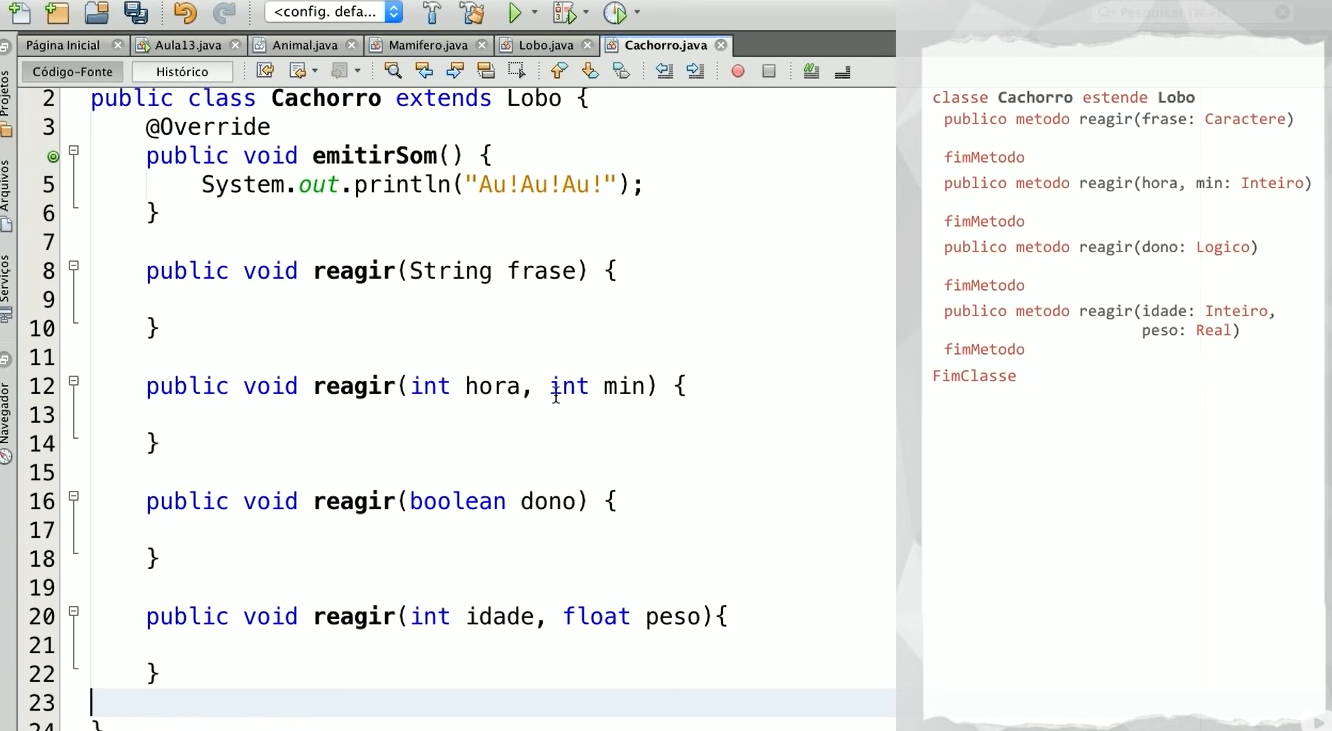 <config. defa...
Página Inicial
Aula13.java
Animal.java
Mamifero.java
Lobo.java
Cachorro.java
Código-Fonte
Histórico
Projetos
Arquivos
Serviços
Navegador
2 public class Cachorro extends Lobo {
3 @Override
public void emitirSom() {
5 System.out.println("Au!Au!Au!");
6 }
7
8 public void reagir(String frase) {
9
10 }
11
12 public void reagir(int hora, int min) {
13
14 }
15
16 public void reagir(boolean dono) {
17
18 }
19
20 public void reagir(int idade, float peso){
21
22 }
23
24 }
classe Cachorro estende Lobo
publico metodo reagir(frase: Caractere)
fimMetodo
publico metodo reagir(hora, min: Inteiro)
fimMetodo
publico metodo reagir(dono: Logico)
fimMetodo
publico metodo reagir(idade: Inteiro,
peso: Real)
fimMetodo
FimClasse